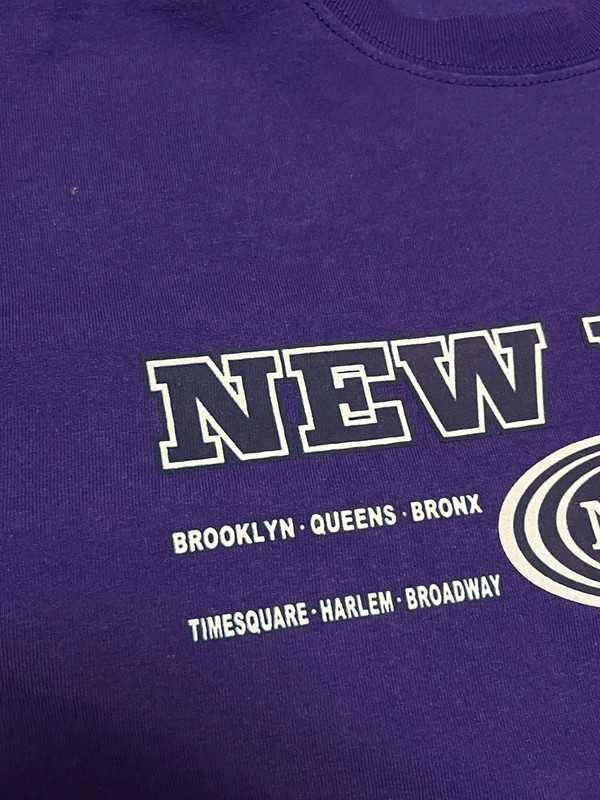 NEW
BROOKLYN · QUEENS · BRONX
TIMESQUARE · HARLEM · BROADWAY